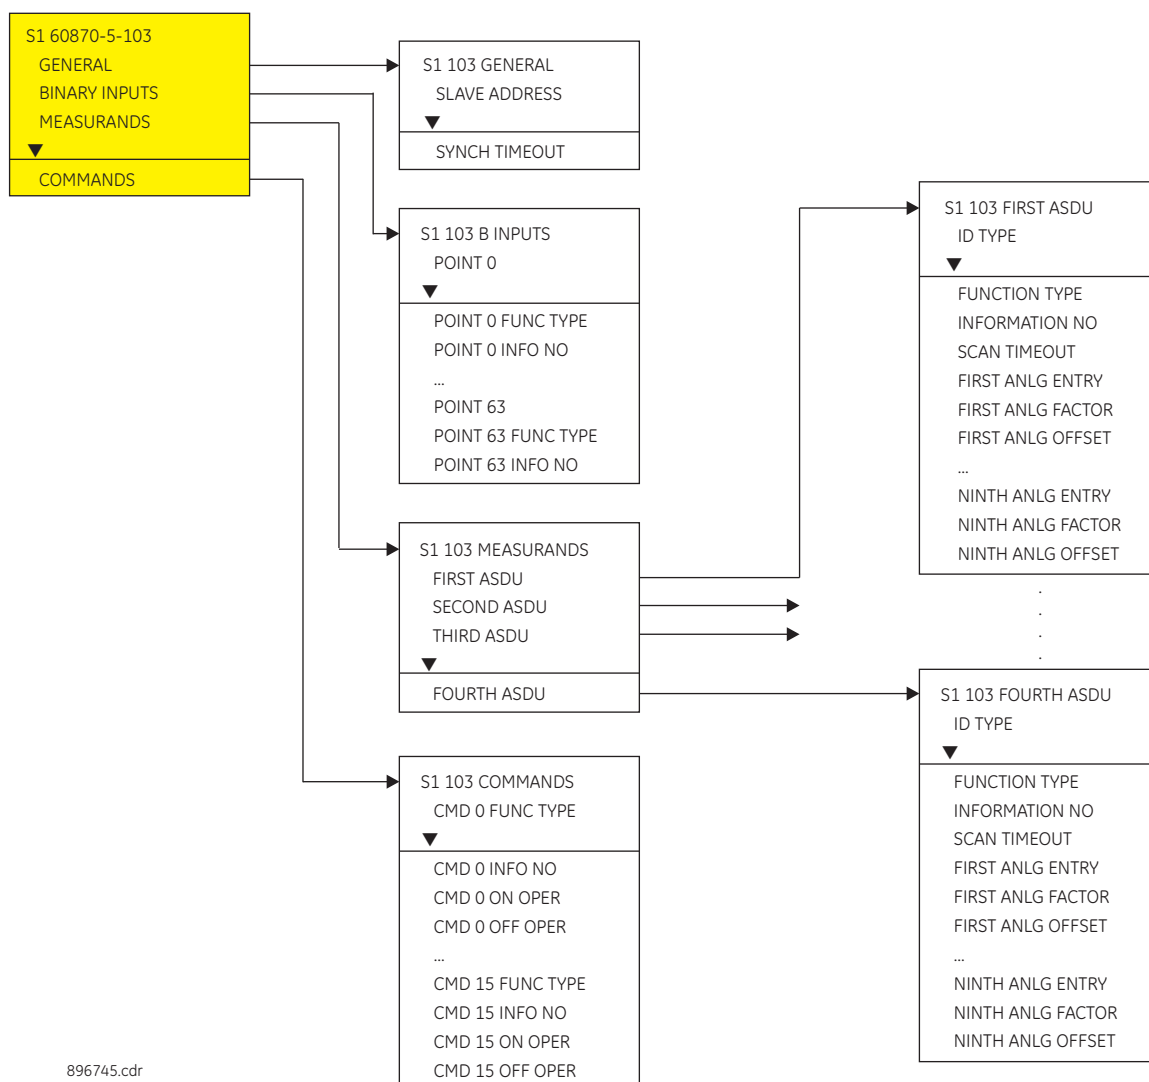 S1 60870-5-103
GENERAL
BINARY INPUTS
MEASURANDS
▼
COMMANDS
S1 103 GENERAL
SLAVE ADDRESS
▼
SYNCH TIMEOUT
S1 103 B INPUTS
POINT 0
▼
POINT 0 FUNC TYPE
POINT 0 INFO NO
...
POINT 63
POINT 63 FUNC TYPE
POINT 63 INFO NO
S1 103 MEASURANDS
FIRST ASDU
SECOND ASDU
THIRD ASDU
▼
FOURTH ASDU
S1 103 COMMANDS
CMD 0 FUNC TYPE
▼
CMD 0 INFO NO
CMD 0 ON OPER
CMD 0 OFF OPER
...
CMD 15 FUNC TYPE
CMD 15 INFO NO
CMD 15 ON OPER
CMD 15 OFF OPER
S1 103 FIRST ASDU
ID TYPE
▼
FUNCTION TYPE
INFORMATION NO
SCAN TIMEOUT
FIRST ANLG ENTRY
FIRST ANLG FACTOR
FIRST ANLG OFFSET
...
NINTH ANLG ENTRY
NINTH ANLG FACTOR
NINTH ANLG OFFSET
.
.
.
.
S1 103 FOURTH ASDU
ID TYPE
▼
FUNCTION TYPE
INFORMATION NO
SCAN TIMEOUT
FIRST ANLG ENTRY
FIRST ANLG FACTOR
FIRST ANLG OFFSET
...
NINTH ANLG ENTRY
NINTH ANLG FACTOR
NINTH ANLG OFFSET
896745.cdr